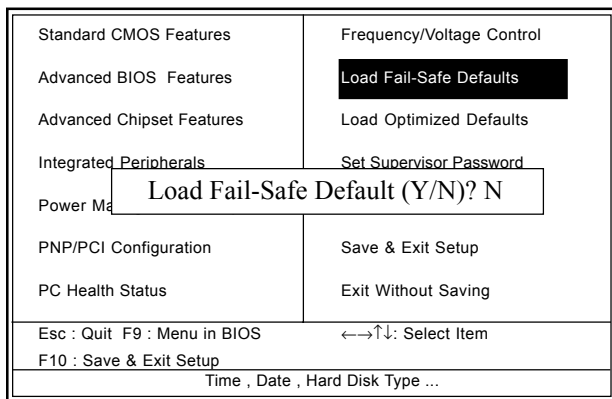 Standard CMOS Features
Frequency/Voltage Control
Advanced BIOS Features
Load Fail-Safe Defaults
Advanced Chipset Features
Load Optimized Defaults
Integrated Peripherals
Set Supervisor Password
Load Fail-Safe Default (Y/N)? N
Power Ma
PNP/PCI Configuration
Save & Exit Setup
PC Health Status
Exit Without Saving
Esc : Quit F9 : Menu in BIOS
←→↑↓: Select Item
F10 : Save & Exit Setup
Time , Date , Hard Disk Type ...